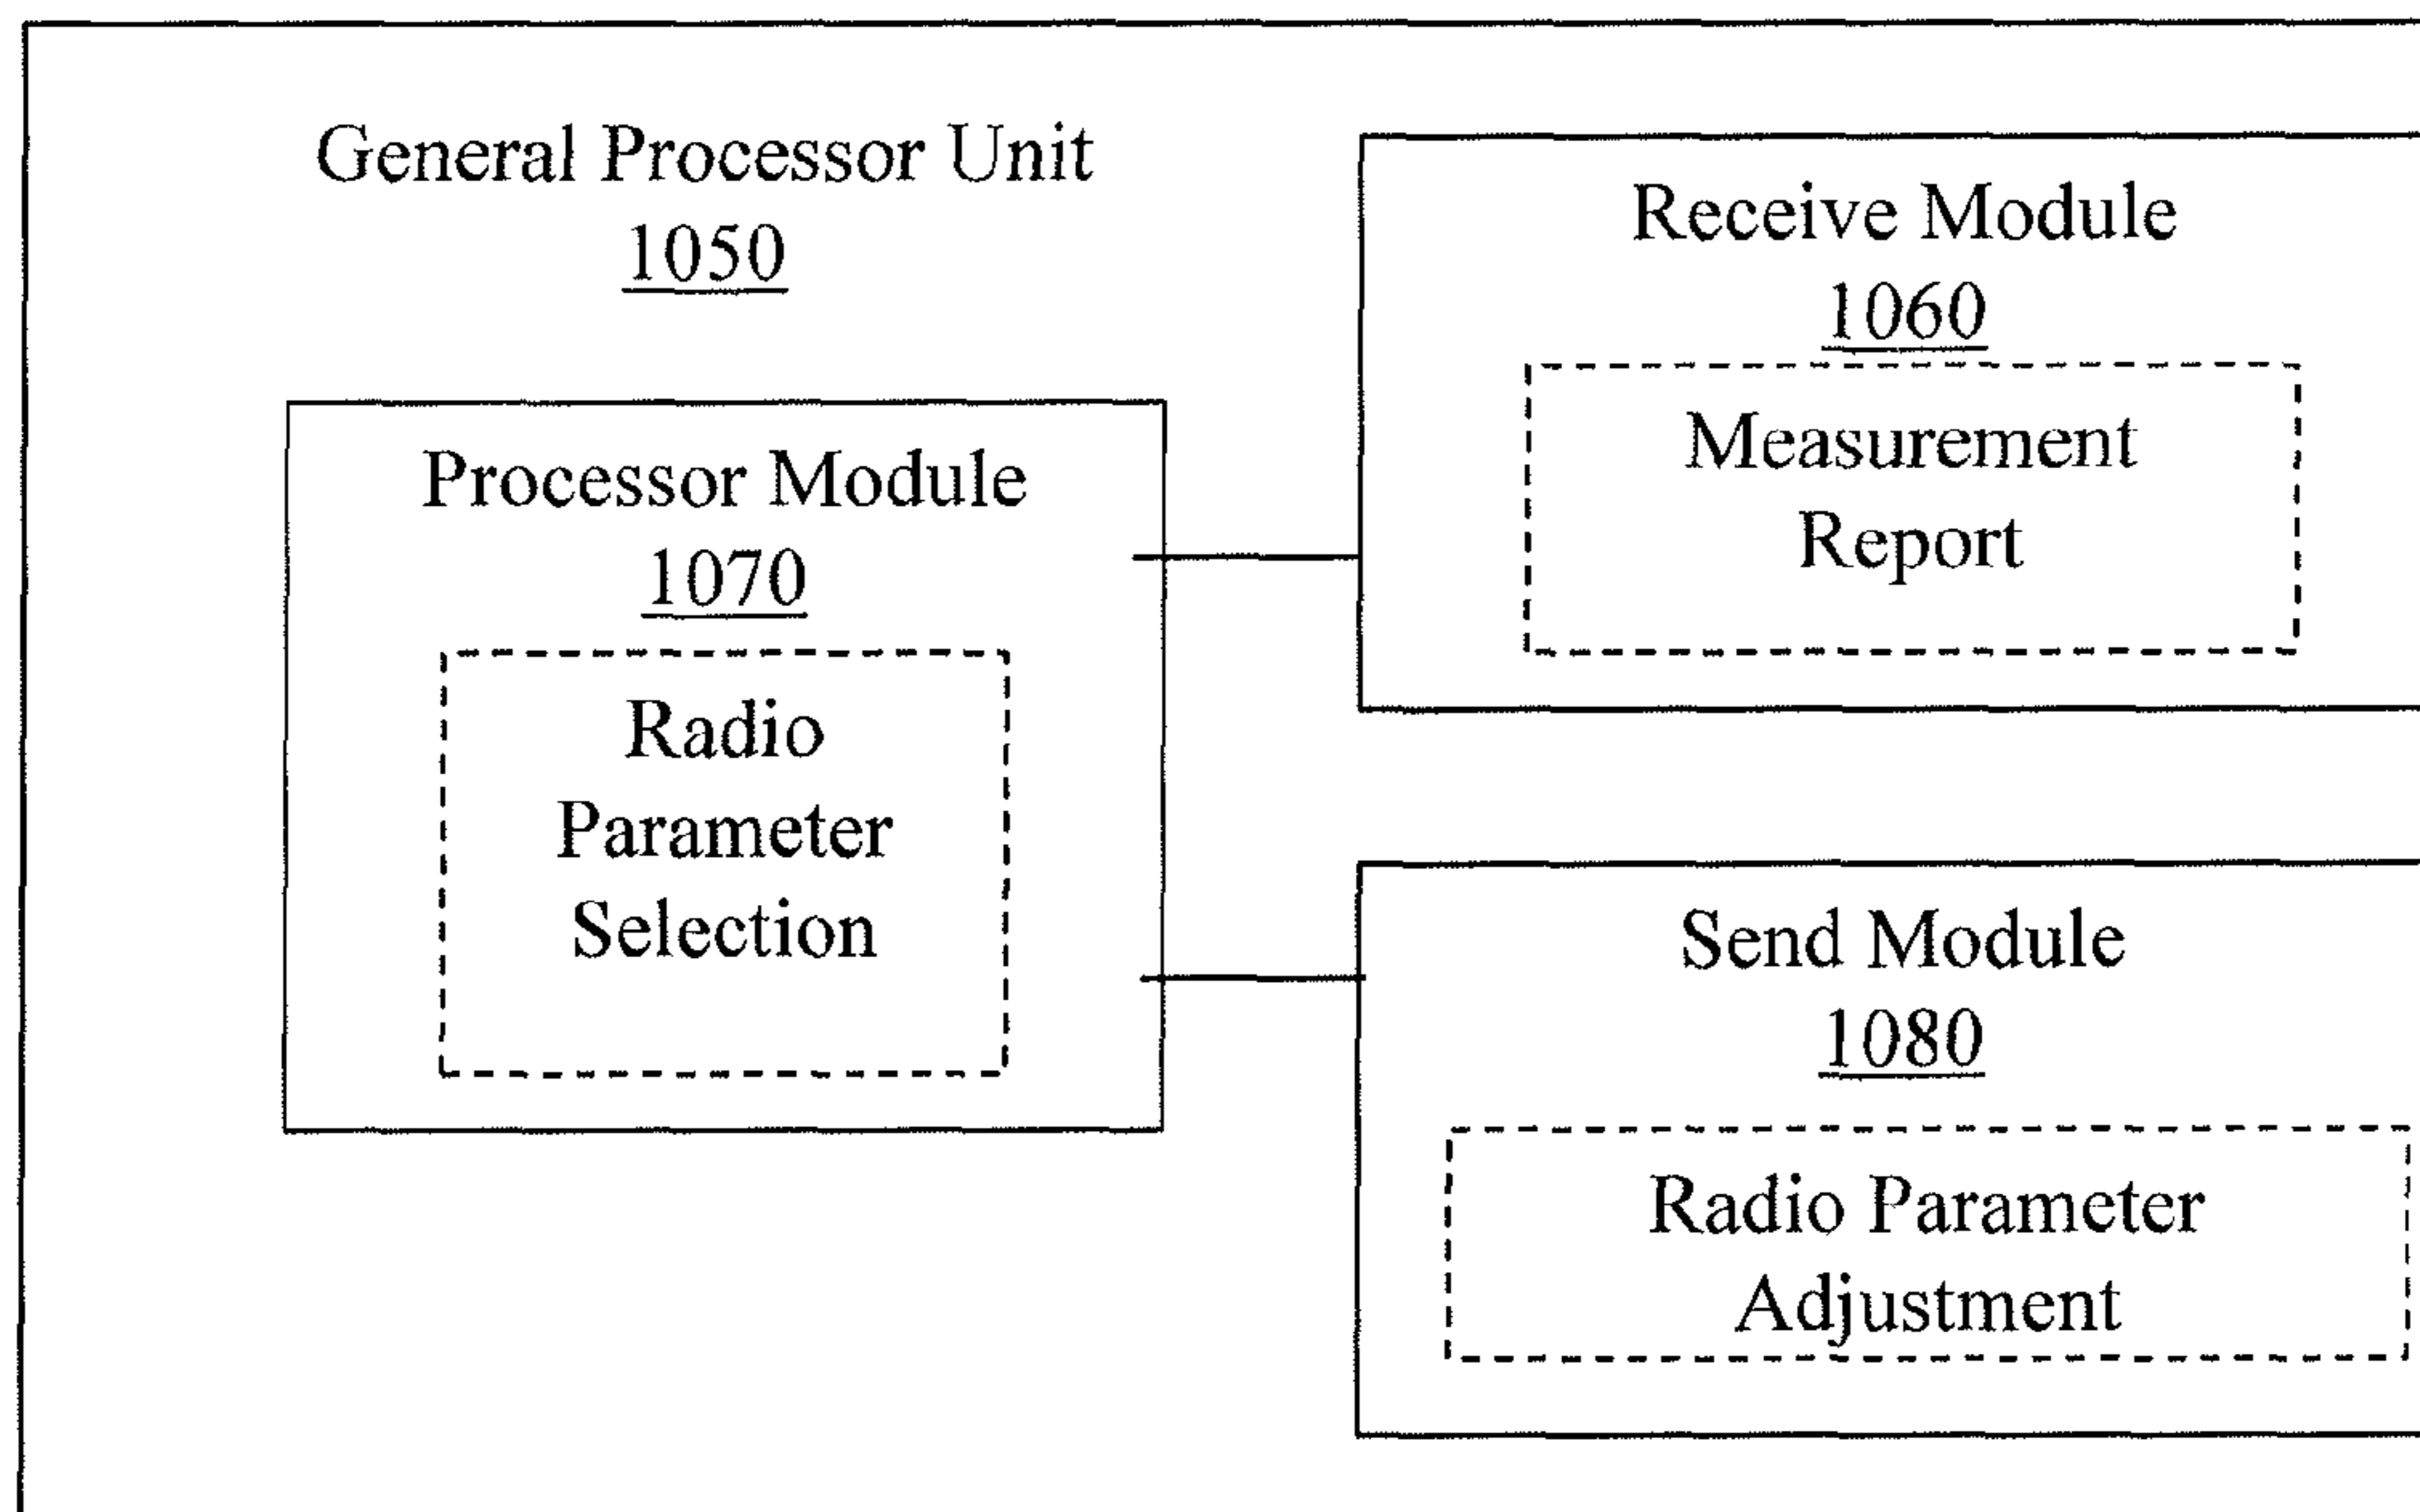 General Processor Unit
1050
Receive Module
1060
Measurement
Report
Processor Module
1070
Radio
Parameter
Selection
Send Module
1080
Radio Parameter
Adjustment